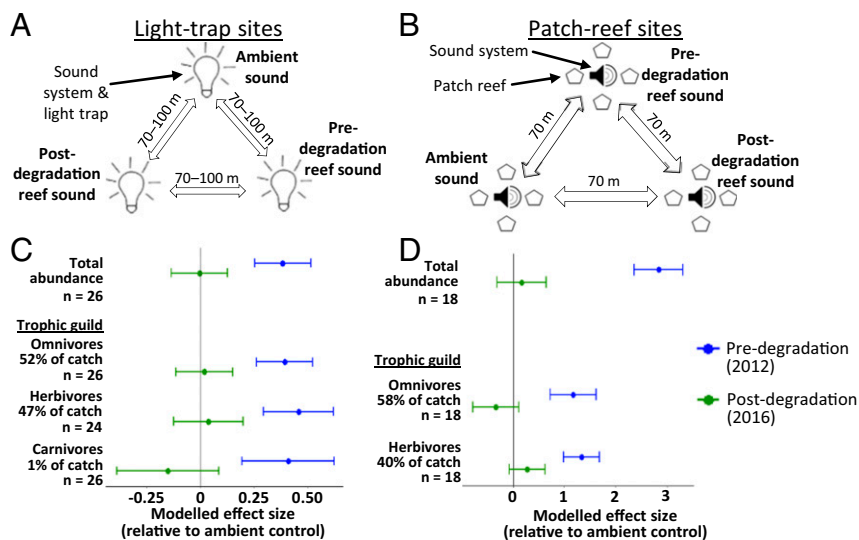 A
Light-trap sites
Ambient
sound
Sound
system &
light trap
70–100 m
70–100 m
Post-
degradation
reef sound
70–100 m
Pre-
degradation
reef sound
B
Patch-reef sites
Sound system
Patch reef
Pre-
degradation
reef sound
70 m
70 m
Ambient
sound
70 m
Post-
degradation
reef sound
C
Total
abundance
n = 26
Trophic guild
Omnivores
52% of catch
n = 26
Herbivores
47% of catch
n = 24
Carnivores
1% of catch
n = 26
-0.25 0 0.25 0.50
Modelled effect size
(relative to ambient control)
D
Total
abundance
n = 18
Trophic guild
Omnivores
58% of catch
n = 18
Herbivores
40% of catch
n = 18
0 1 2 3
Modelled effect size
(relative to ambient control)
Pre-degradation
(2012)
Post-degradation
(2016)